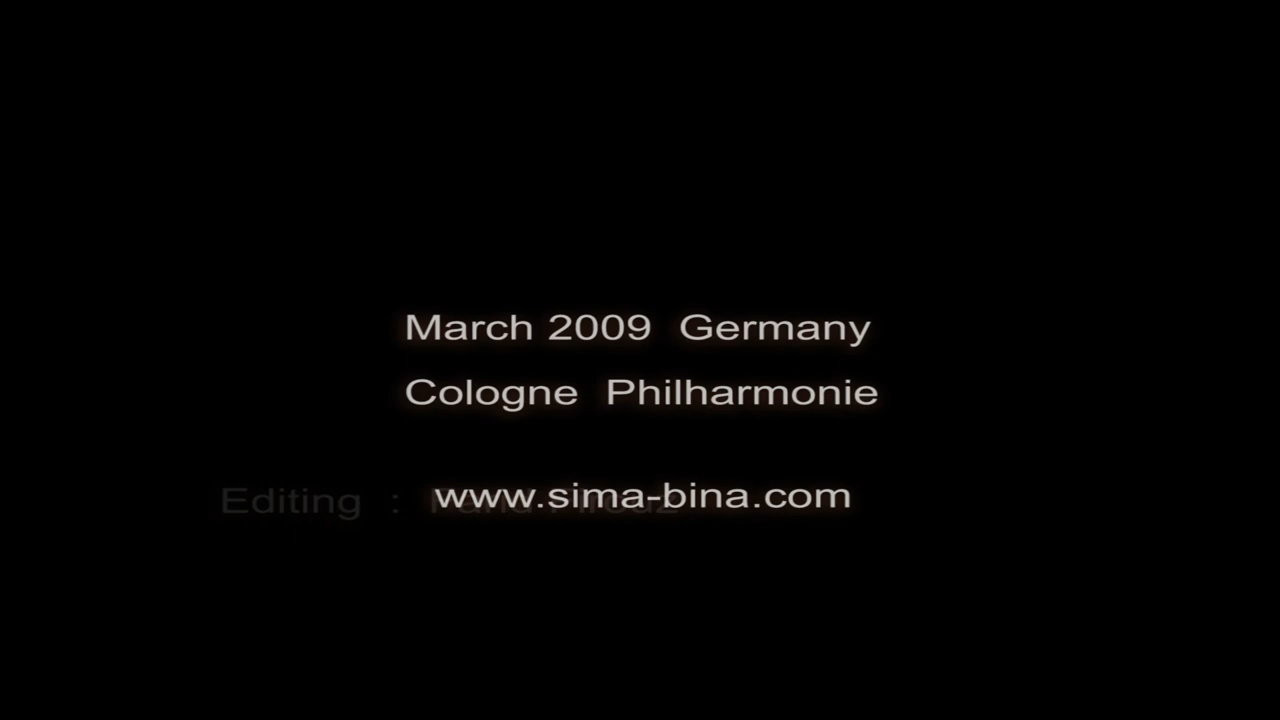 March 2009 Germany
Cologne Philharmonie
www.sima-bina.com
Editing :